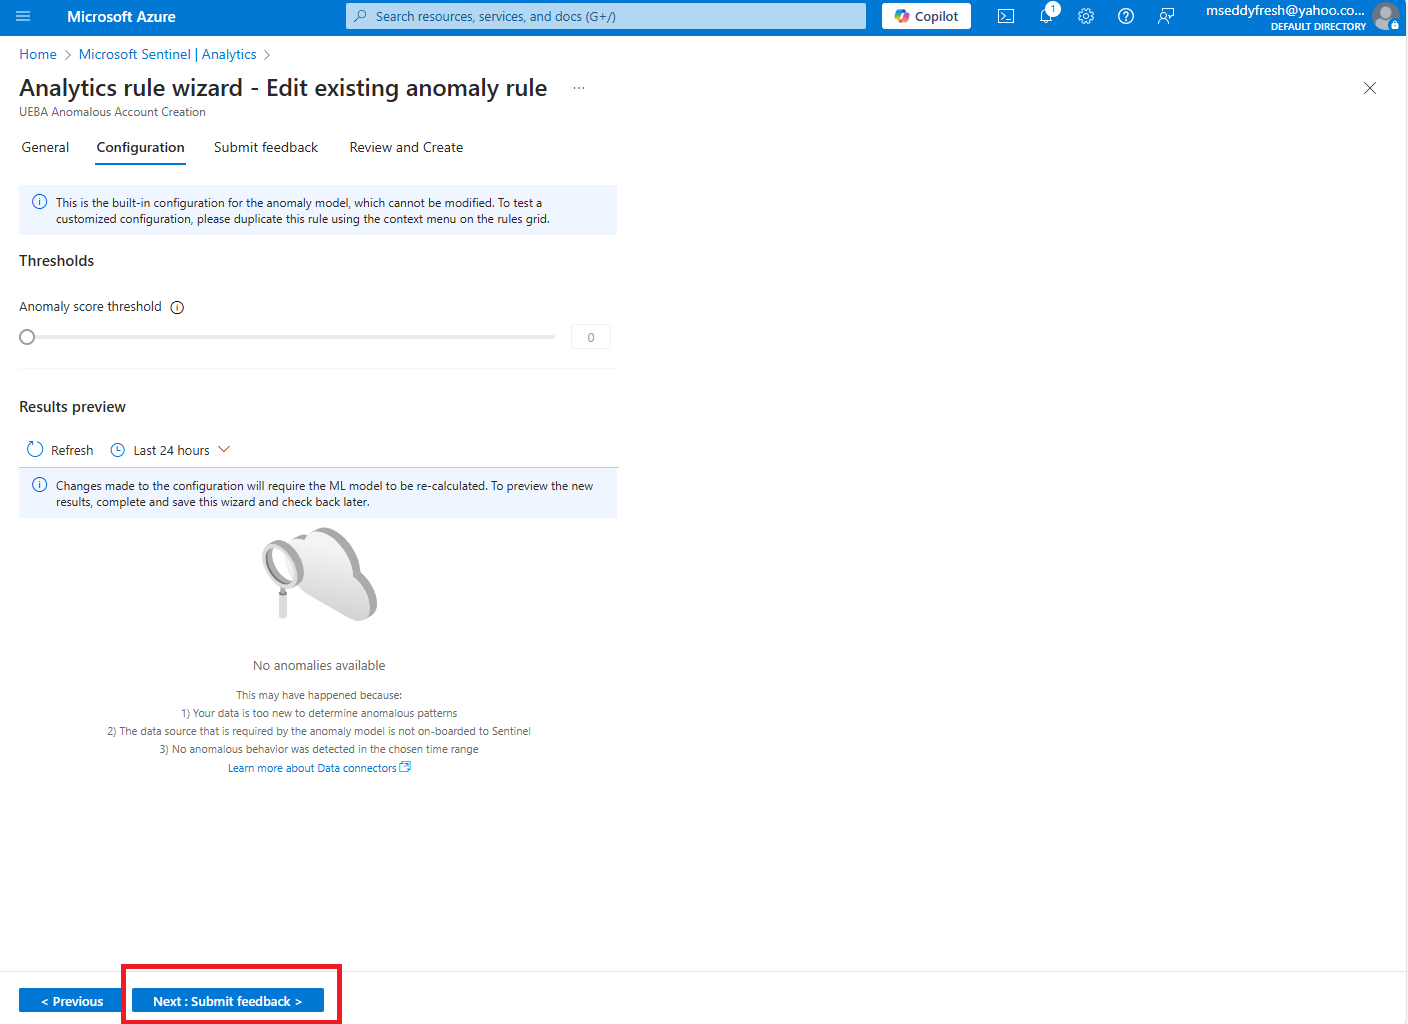 Microsoft Azure
Search resources, services, and docs (G+/)
Copilot
1
mseddyfresh@yahoo.co...
DEFAULT DIRECTORY
Home > Microsoft Sentinel | Analytics >
Analytics rule wizard - Edit existing anomaly rule ...
UEBA Anomalous Account Creation
General Configuration Submit feedback Review and Create
This is the built-in configuration for the anomaly model, which cannot be modified. To test a
customized configuration, please duplicate this rule using the context menu on the rules grid.
Thresholds
Anomaly score threshold
0
Results preview
Refresh Last 24 hours
Changes made to the configuration will require the ML model to be re-calculated. To preview the new
results, complete and save this wizard and check back later.
No anomalies available
This may have happened because:
1) Your data is too new to determine anomalous patterns
2) The data source that is required by the anomaly model is not on-boarded to Sentinel
3) No anomalous behavior was detected in the chosen time range
Learn more about Data connectors
< Previous Next : Submit feedback >